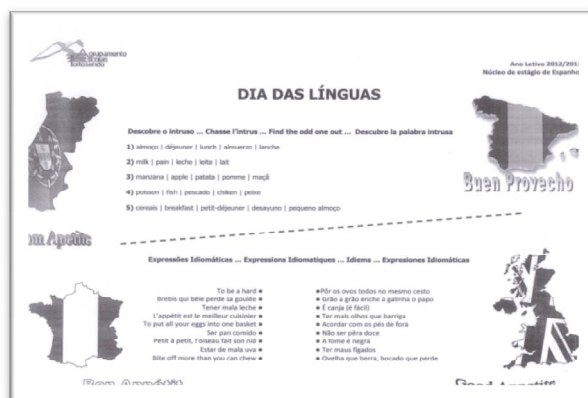 Agrupamento
Ano Letivo 2012/201
Núcleo de estágio de Espanho
DIA DAS LÍNGUAS
Descobre o intruso ... Chasse l'intrus ... Find the odd one out ... Descubre la palabra intrusa
1) almoço | déjeuner | lunch | almuerzo | lanche
2) milk | pain | leche | leite | lait
3) manzana | apple | patata | pomme | maçã
4) poisson | fish | pescado | chiken | peixe
5) cereais | breakfast | petit-déjeuner | desayuno | pequeno almoço
Buen Provecho
om Apetite
Expressões Idiomáticas ... Expressions Idiomatiques ... Idiems ... Expresiones Idiomáticas
To be a hard
Brebis qui bêle perde sa goulée
Tener mala leche
L'appétit est le meilleur cuisinier
To put all your eggs into one basket
Ser pan comido
Petit à petit, l'oiseau fait son nid
Estar de mala uva
Bite off more than you can chew
Pôr os ovos todos no mesmo cesto
Grão a grão enche a galinha o papo
É canja (é fácil)
Ter mais olhos que barriga
Acordar com os pés de fora
Não ser pêra doce
A fome é negra
Ter maus fígados
Ovelha que berra, bocado que perde